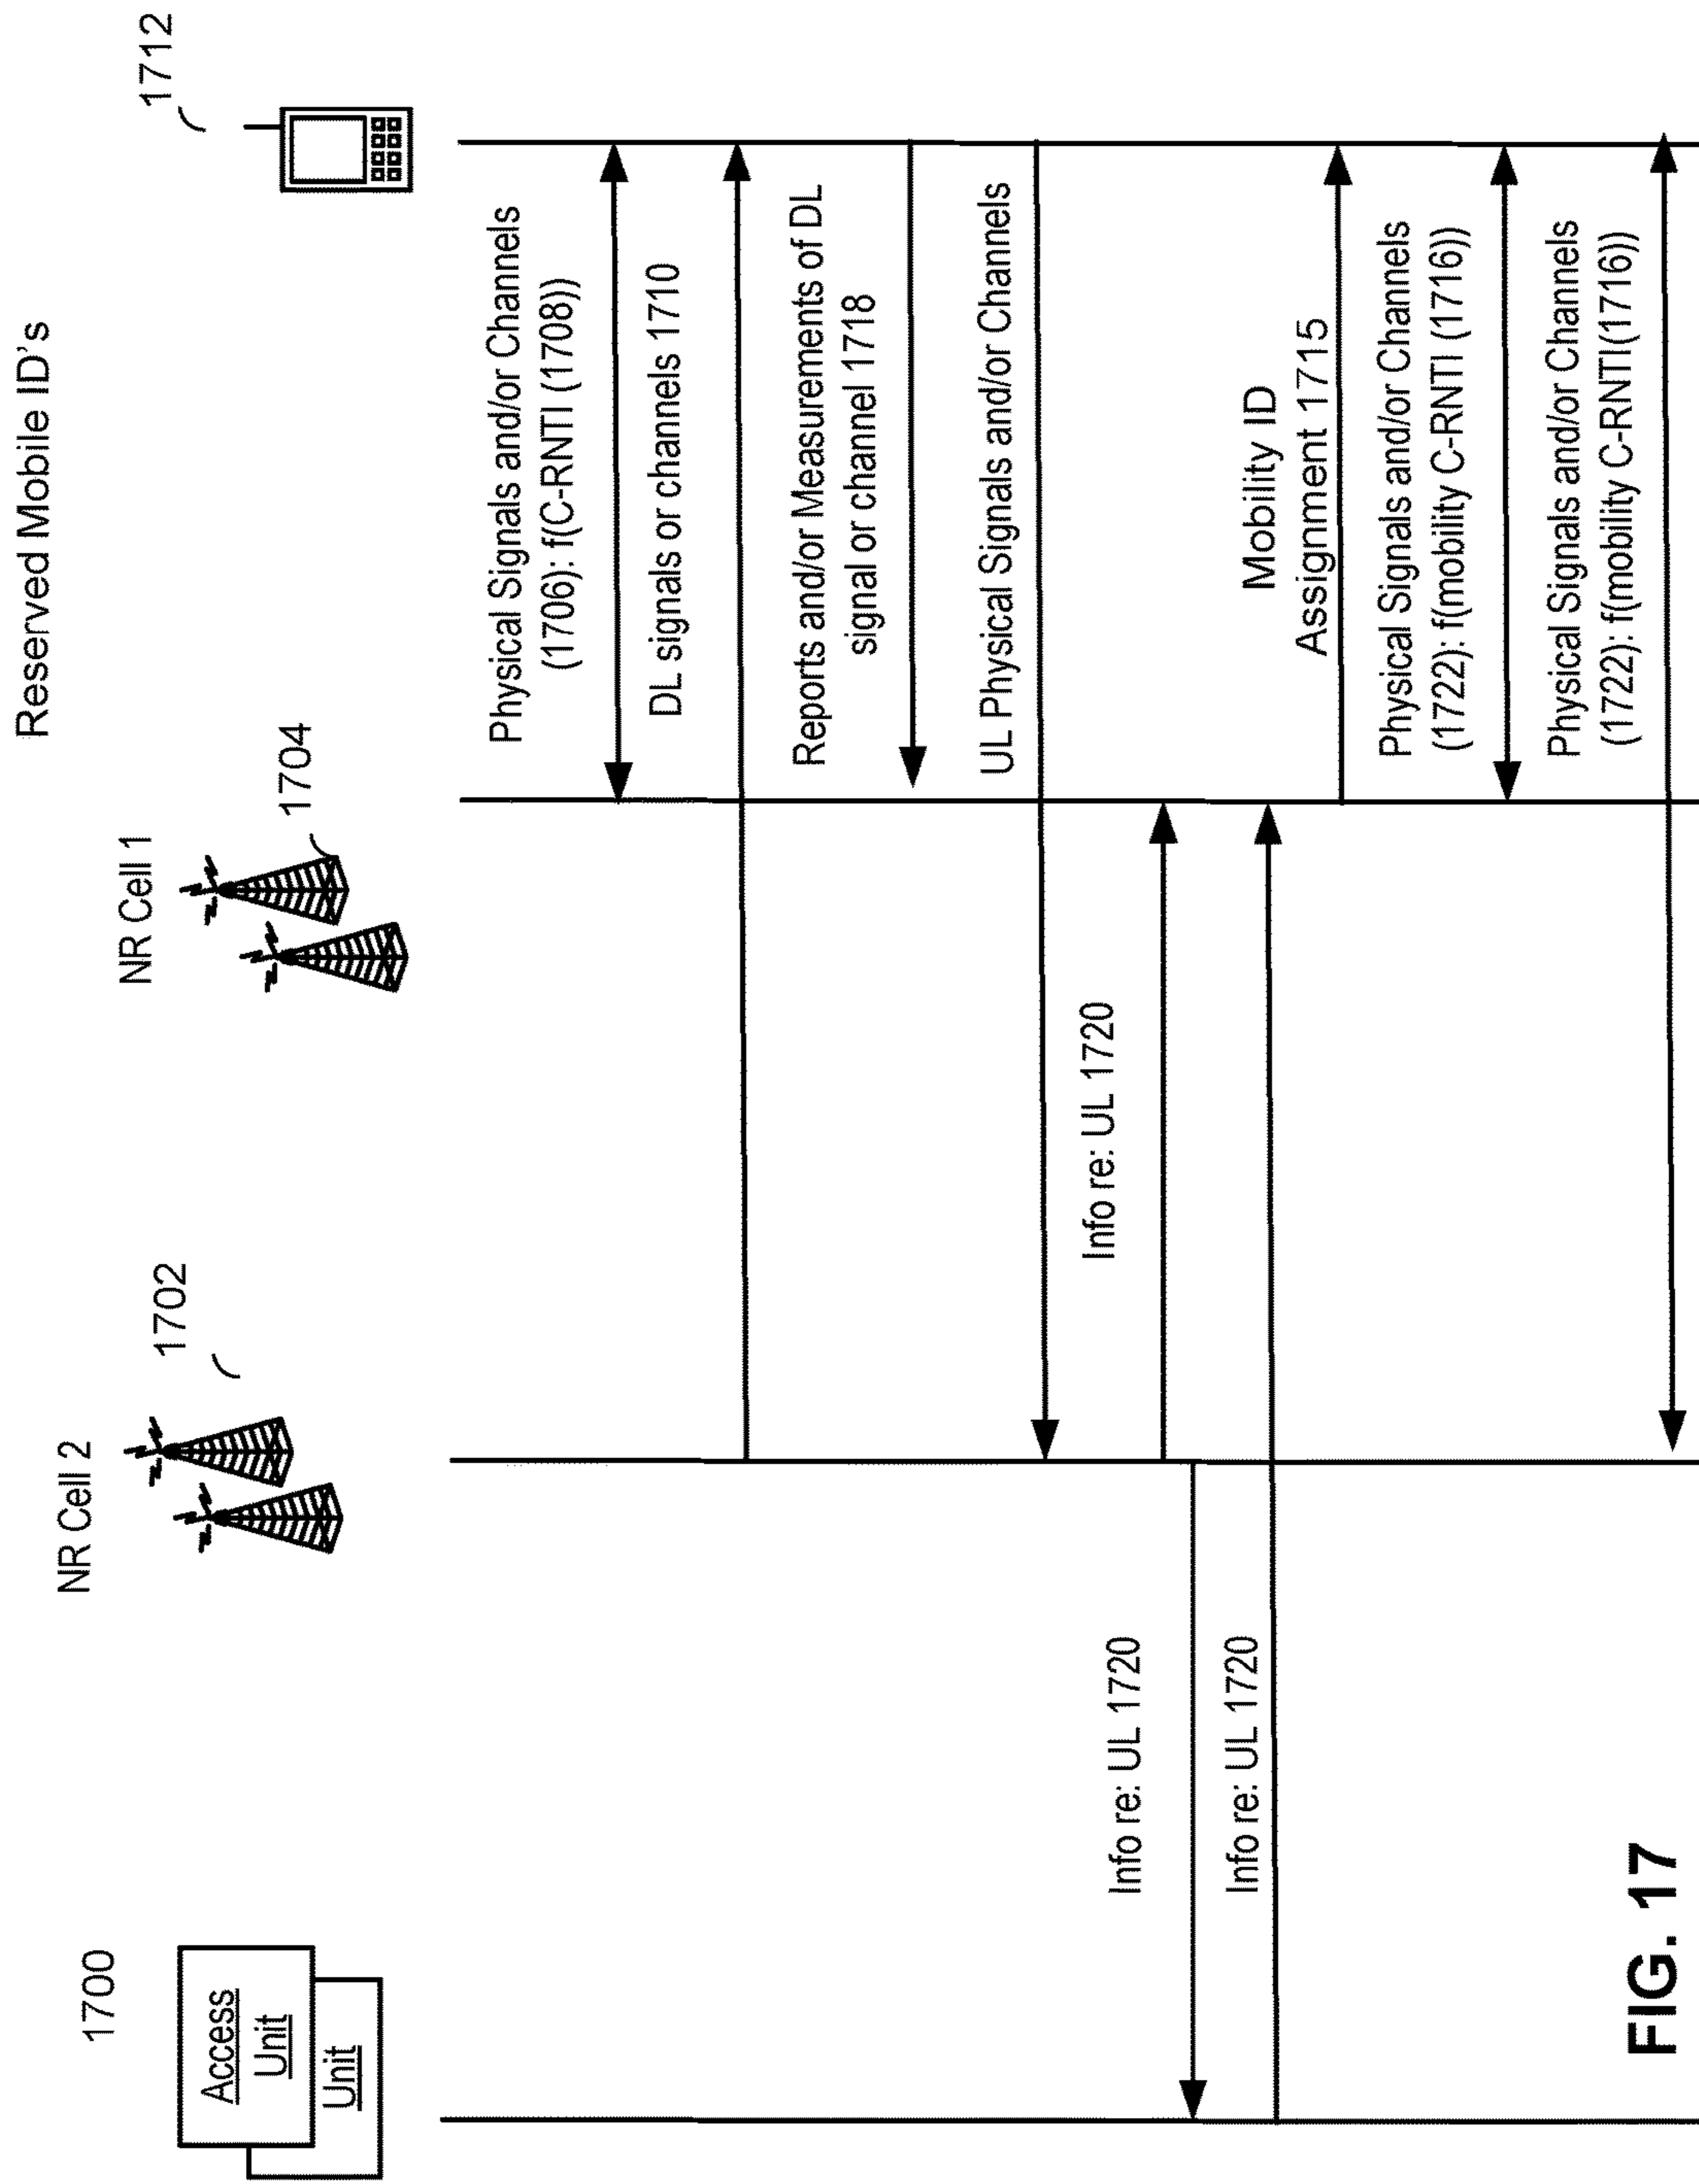 Reserved Mobile ID's
1700
Access
Unit
Unit
NR Cell 2
1702
NR Cell 1
1704
1712
Physical Signals and/or Channels
(1706): f(C-RNTI (1708))
DL signals or channels 1710
Reports and/or Measurements of DL
signal or channel 1718
UL Physical Signals and/or Channels
Info re: UL 1720
Info re: UL 1720
Info re: UL 1720
Mobility ID
Assignment 1715
Physical Signals and/or Channels
(1722): f(mobility C-RNTI (1716))
Physical Signals and/or Channels
(1722): f(mobility C-RNTI(1716))
FIG. 17